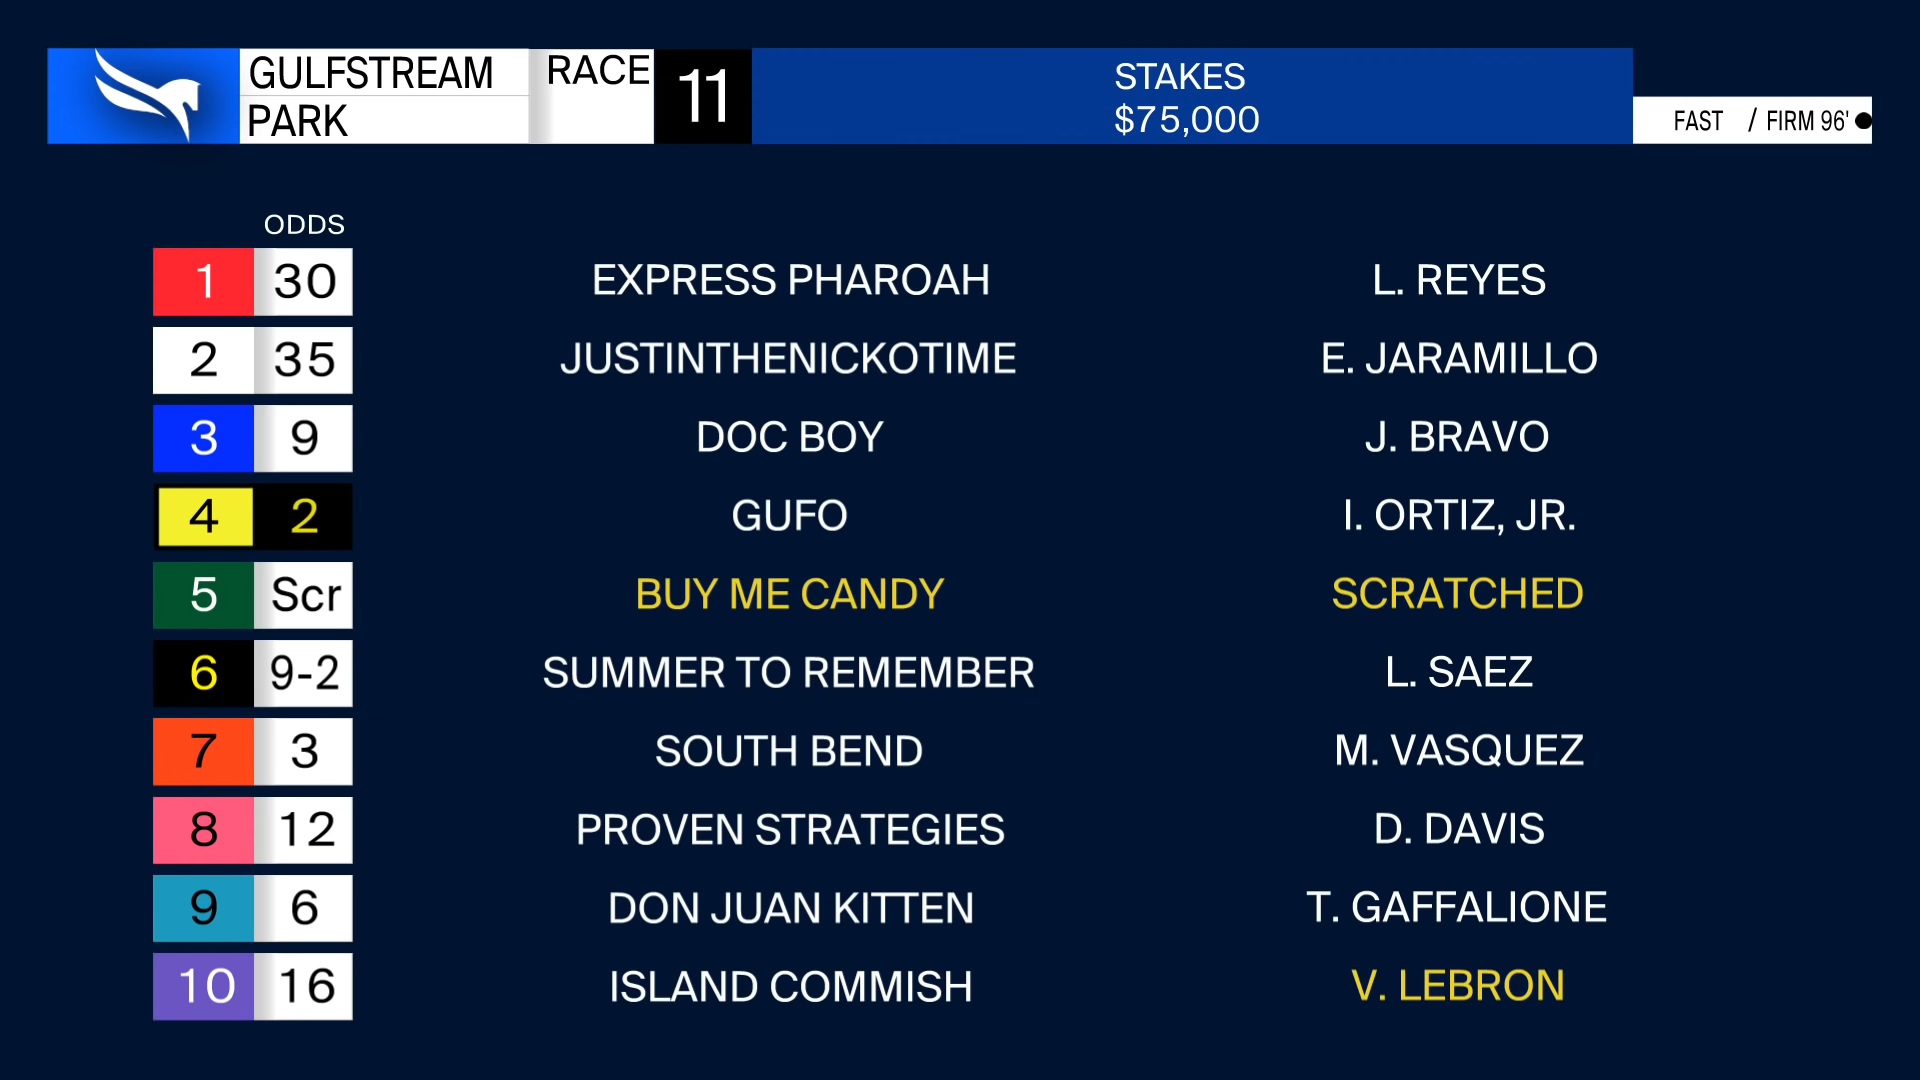 GULFSTREAM PARK RACE 11
STAKES
$75,000
FAST / FIRM 96'
ODDS
1 30 EXPRESS PHAROAH L. REYES
2 35 JUSTINTHENICKOTIME E. JARAMILLO
3 9 DOC BOY J. BRAVO
4 2 GUFO I. ORTIZ, JR.
5 Scr BUY ME CANDY SCRATCHED
6 9-2 SUMMER TO REMEMBER L. SAEZ
7 3 SOUTH BEND M. VASQUEZ
8 12 PROVEN STRATEGIES D. DAVIS
9 6 DON JUAN KITTEN T. GAFFALIONE
10 16 ISLAND COMMISH V. LEBRON